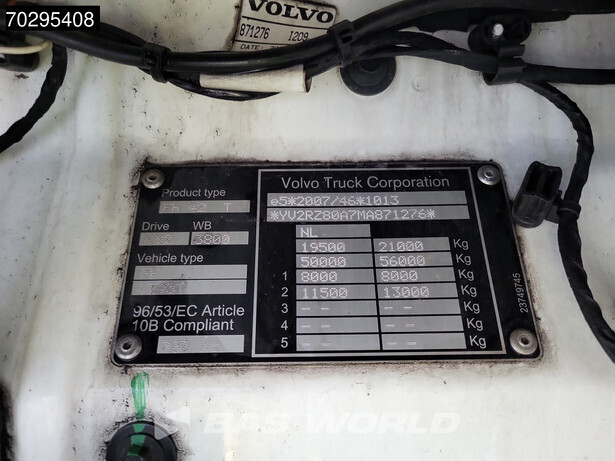 70295408
VOLVO
871276 I209
DATE:
Product type
T
Drive WB
3800
Vehicle type
96/53/EC Article
10B Compliant
Volvo Truck Corporation
e5*2007/46*1013
*YV2RZ80A7MA871276*
NL
19500 21000 Kg
50000 56000 Kg
1 8000 8000 Kg
2 11500 13000 Kg
3 -- -- Kg
4 -- -- Kg
5 -- -- Kg
23749745
BAS WORLD